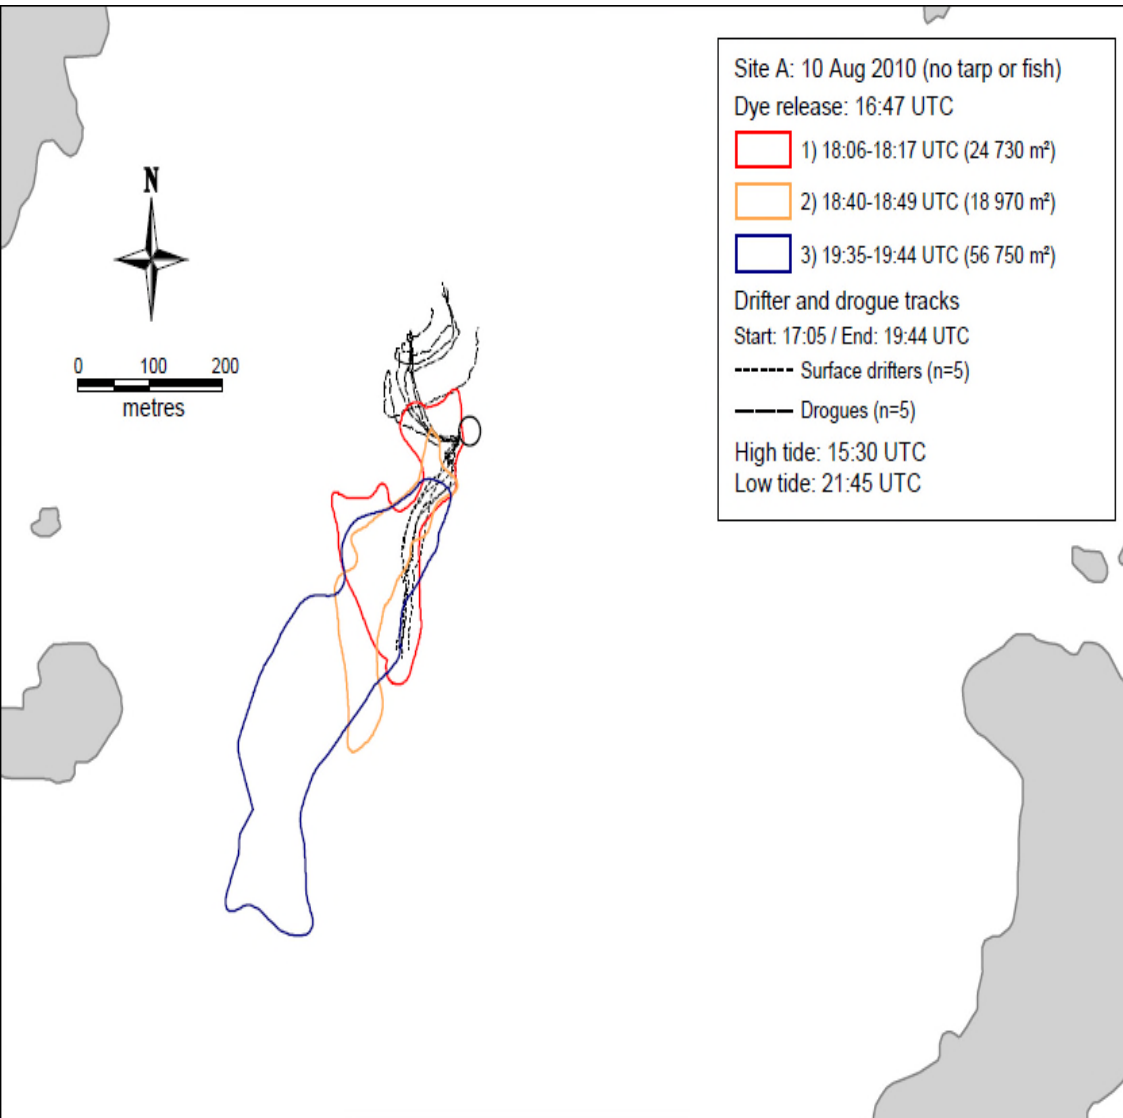 Site A: 10 Aug 2010 (no tarp or fish)
Dye release: 16:47 UTC
1) 18:06-18:17 UTC (24 730 m²)
2) 18:40-18:49 UTC (18 970 m²)
3) 19:35-19:44 UTC (56 750 m²)
Drifter and drogue tracks
Start: 17:05 / End: 19:44 UTC
Surface drifters (n=5)
Drogues (n=5)
High tide: 15:30 UTC
Low tide: 21:45 UTC
N
0 100 200
metres